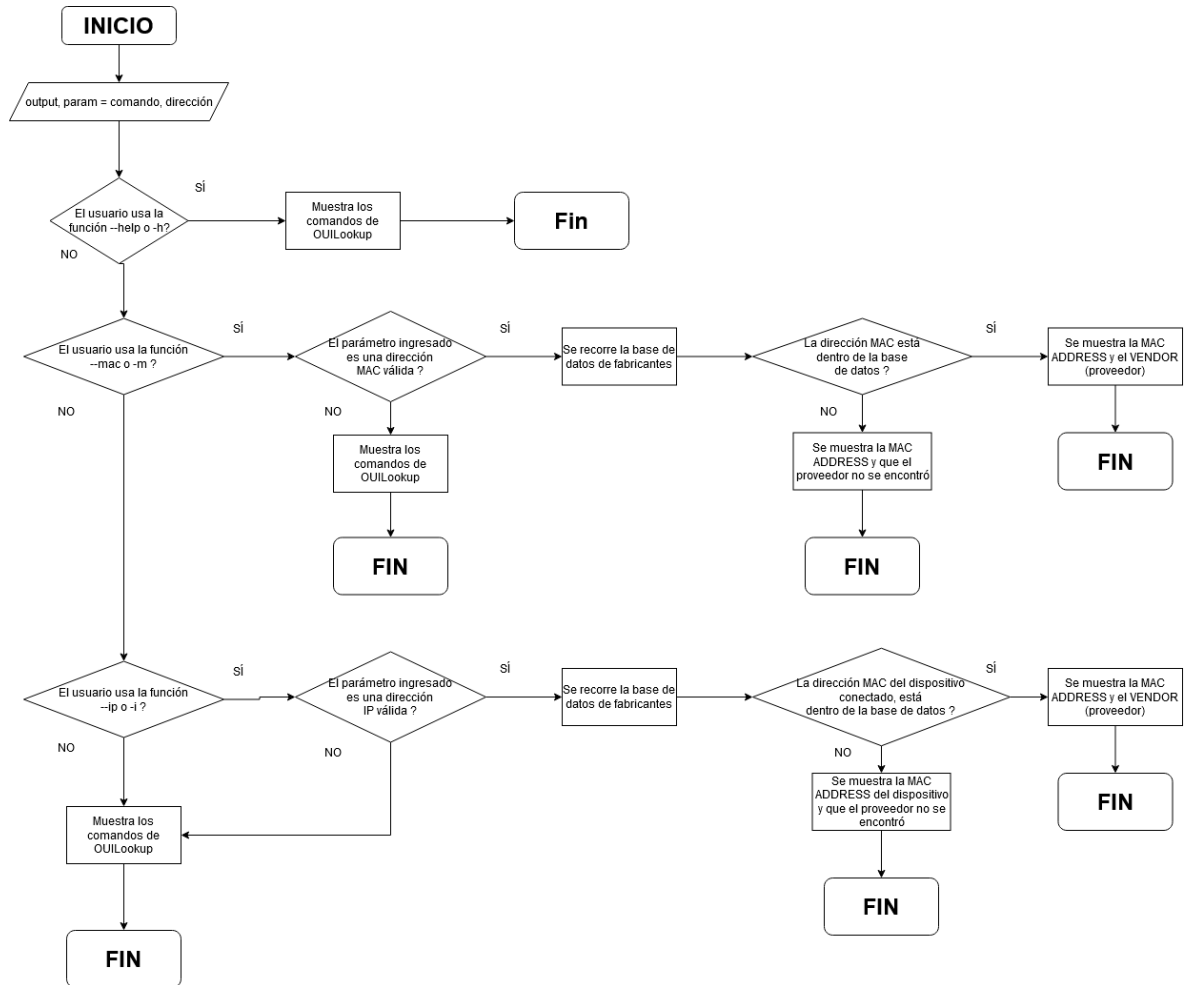 INICIO
output, param = comando, dirección
El usuario usa la
función --help o -h?
SÍ
NO
Muestra los
comandos de
OUILookup
Fin
El usuario usa la función
--mac o -m ?
SÍ
NO
El parámetro ingresado
es una dirección
MAC válida ?
SÍ
NO
Se recorre la base de
datos de fabricantes
La dirección MAC está
dentro de la base
de datos ?
SÍ
NO
Se muestra la MAC
ADDRESS y el VENDOR
(proveedor)
FIN
Muestra los
comandos de
OUILookup
FIN
Se muestra la MAC
ADDRESS y que el
proveedor no se encontró
FIN
El usuario usa la función
--ip o -i ?
SÍ
NO
El parámetro ingresado
es una dirección
IP válida ?
SÍ
NO
Se recorre la base de
datos de fabricantes
La dirección MAC del dispositivo
conectado, está
dentro de la base de datos ?
SÍ
NO
Se muestra la MAC
ADDRESS y el VENDOR
(proveedor)
FIN
Se muestra la MAC
ADDRESS del dispositivo
y que el proveedor no se
encontró
FIN
Muestra los
comandos de
OUILookup
FIN